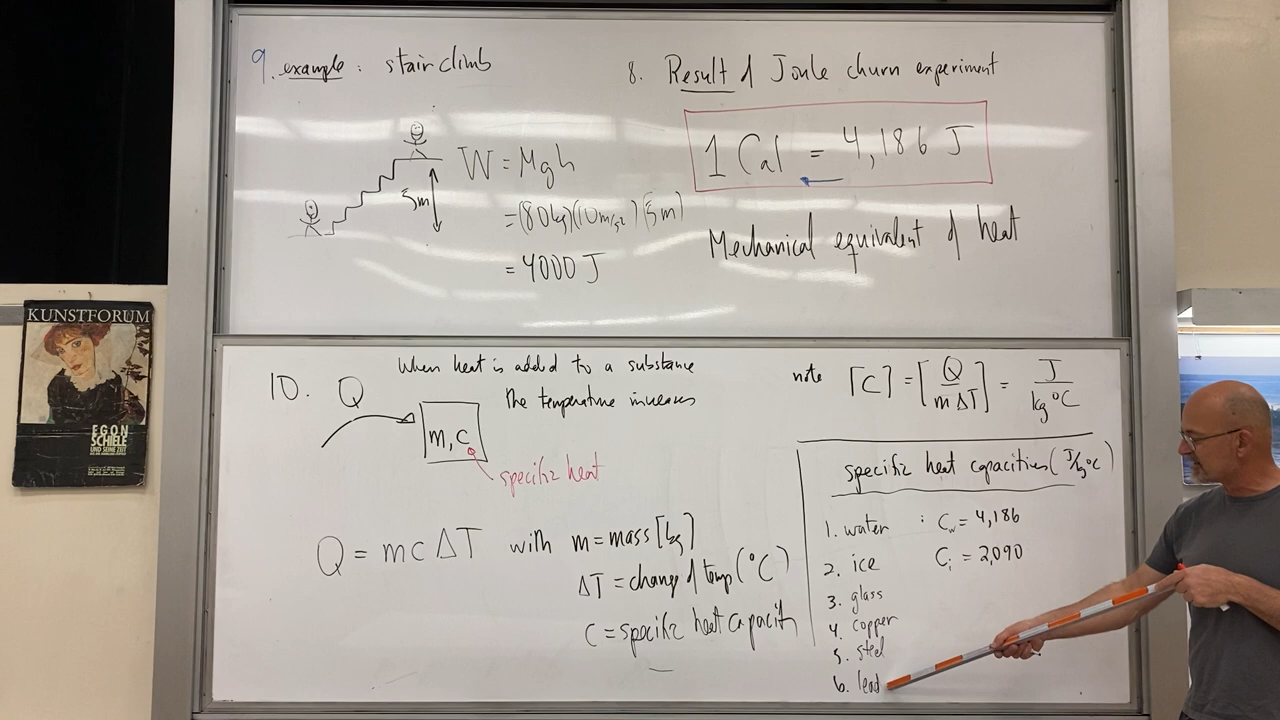 9. example : stair climb
5m
W = Mgh
= (80kg)(10m/s²)(5m)
= 4000 J
8. Result of Joule churn experiment
1 Cal = 4,186 J
Mechanical equivalent of heat
KUNSTFORUM
EGON
SCHIELE
UND SEINE ZEIT
10. Q
When heat is added to a substance
the temperature increases
m, c
specific heat
Q = mcΔT with m = mass [kg]
ΔT = change of temp (°C)
C = specific heat capacity
note [C] = [Q / mΔT] = J / kg °C
specific heat capacities (J/kg°C)
1. water : Cw = 4,186
2. ice Ci = 2,090
3. glass
4. copper
5. steel
6. lead